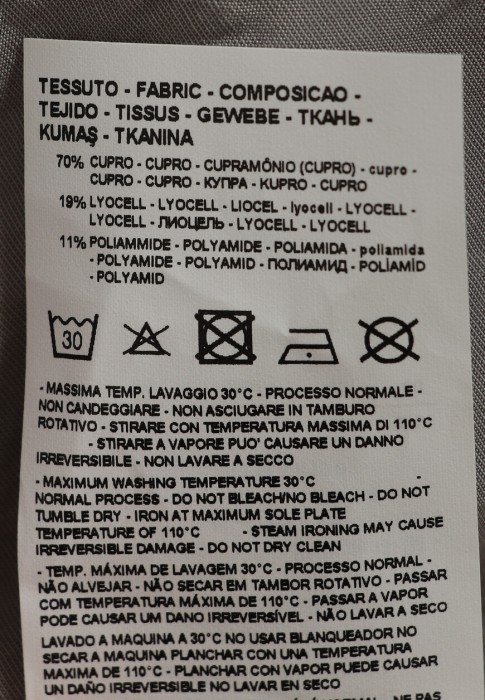 TESSUTO - FABRIC - COMPOSICAO -
TEJIDO - TISSUS - GEWEBE - ТКАНЬ -
KUMAŞ - TKANINA
70% CUPRO - CUPRO - CUPRAMÔNIO (CUPRO) - cupro -
CUPRO - CUPRO - КУПРА - KUPRO - CUPRO
19% LYOCELL - LYOCELL - LIOCEL - lyocell - LYOCELL -
LYOCELL - ЛИОЦЕЛЬ - LYOCELL - LYOCELL
11% POLIAMMIDE - POLYAMIDE - POLIAMIDA - poliamida
- POLYAMIDE - POLYAMID - ПОЛИАМИД - POLİAMİD
- POLYAMID
30
- MASSIMA TEMP. LAVAGGIO 30°C - PROCESSO NORMALE -
NON CANDEGGIARE - NON ASCIUGARE IN TAMBURO
ROTATIVO - STIRARE CON TEMPERATURA MASSIMA DI 110°C
- STIRARE A VAPORE PUO' CAUSARE UN DANNO
IRREVERSIBILE - NON LAVARE A SECCO
- MAXIMUM WASHING TEMPERATURE 30°C -
NORMAL PROCESS - DO NOT BLEACH/NO BLEACH - DO NOT
TUMBLE DRY - IRON AT MAXIMUM SOLE PLATE
TEMPERATURE OF 110°C - STEAM IRONING MAY CAUSE
IRREVERSIBLE DAMAGE - DO NOT DRY CLEAN
- TEMP. MÁXIMA DE LAVAGEM 30°C - PROCESSO NORMAL -
NÃO ALVEJAR - NÃO SECAR EM TAMBOR ROTATIVO - PASSAR
COM TEMPERATURA MÁXIMA DE 110°C - PASSAR A VAPOR
PODE CAUSAR UM DANO IRREVERSÍVEL - NÃO LAVAR A SECO
LAVADO A MAQUINA A 30°C NO USAR BLANQUEADOR NO
SECAR A MAQUINA PLANCHAR CON UNA TEMPERATURA
MAXIMA DE 110°C - PLANCHAR CON VAPOR PUEDE CAUSAR
UN DAÑO IRREVERSIBLE NO LAVAR EN SECO
- NE PAS